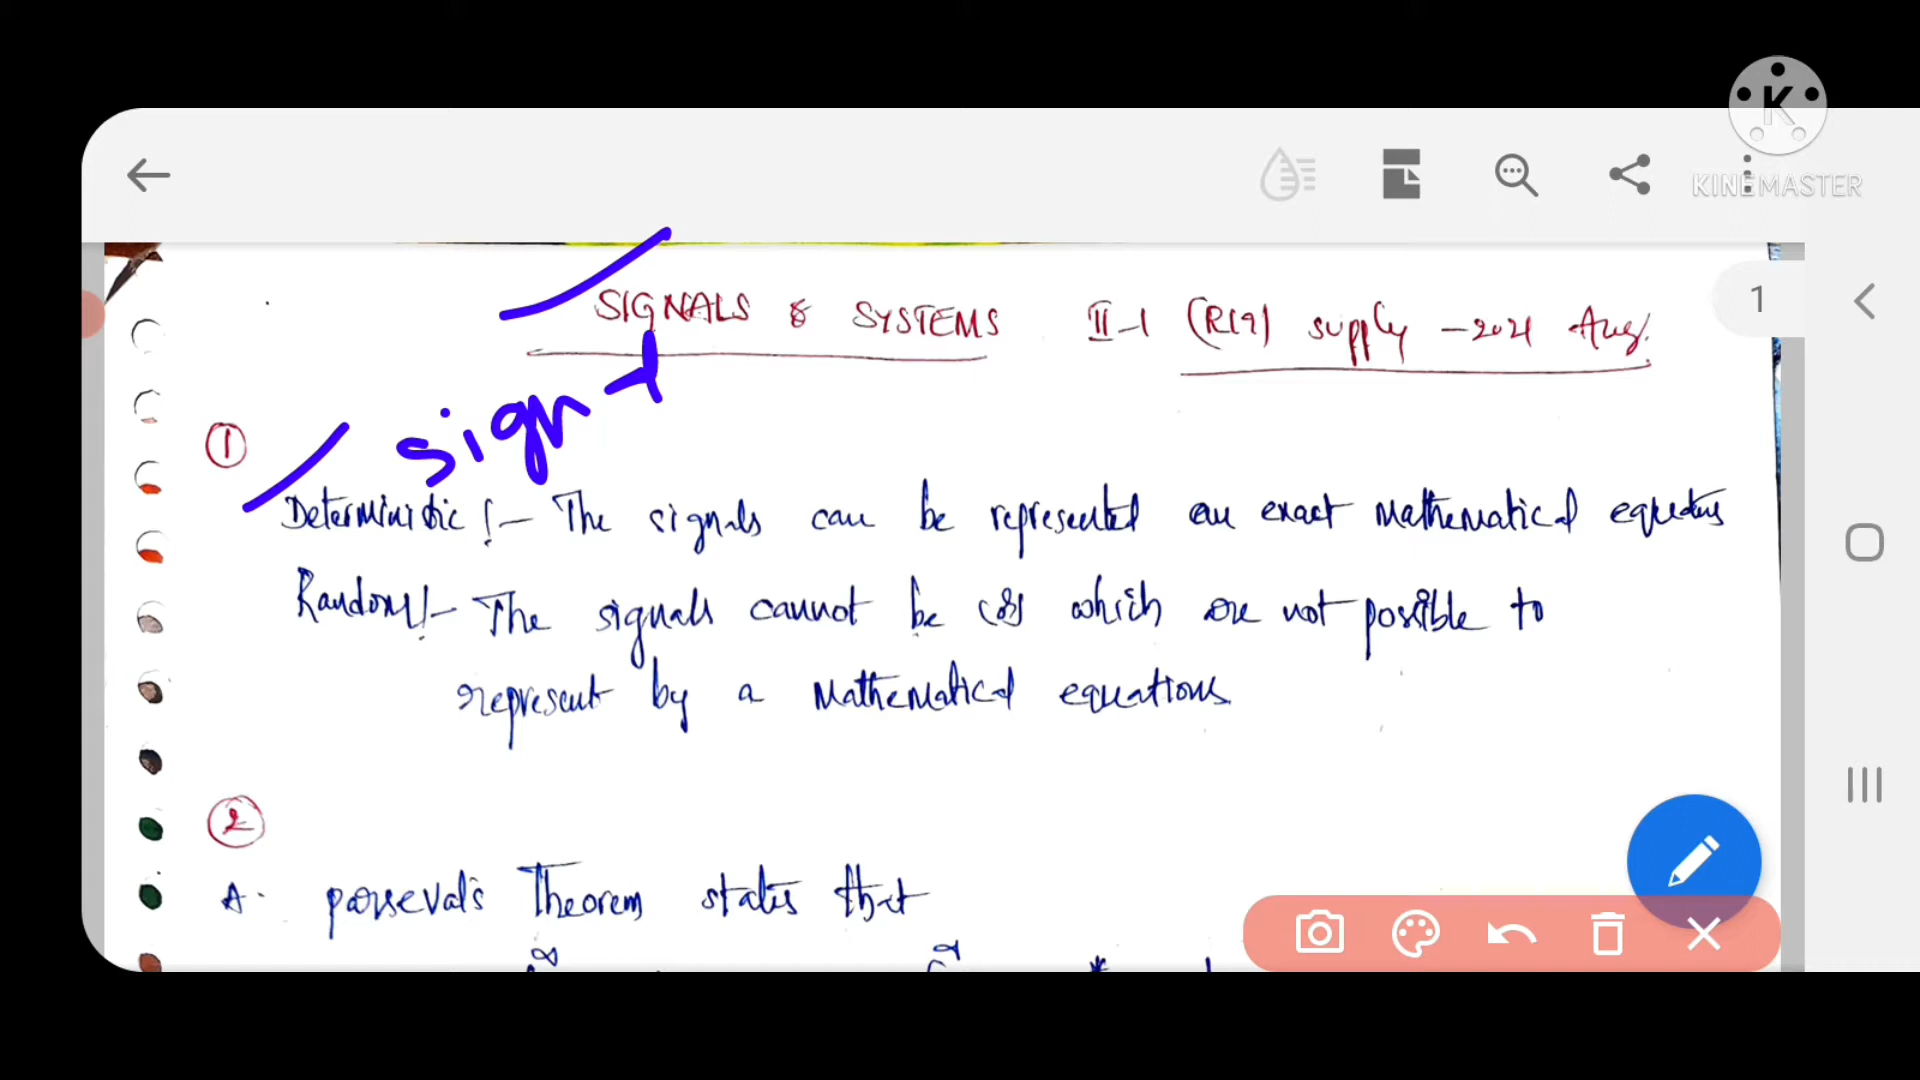 KINEMASTER
SIGNALS & SYSTEMS II-I (R19) supply - 2021 Aug.
1
signal
①
Deterministic :- The signals can be represented an exact Mathematical equations
Random :- The signals cannot be (or) which are not possible to
represent by a Mathematical equations
②
A. parseval's Theorem states that
∞ ∞ *